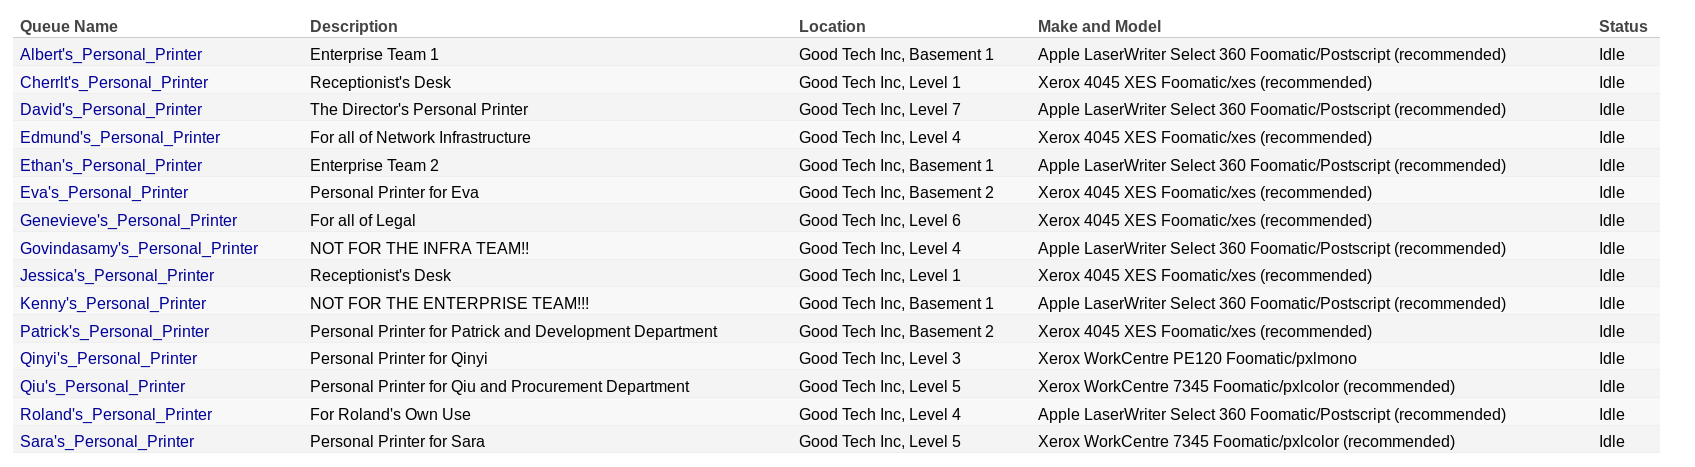 Queue Name Description Location Make and Model Status
Albert's_Personal_Printer Enterprise Team 1 Good Tech Inc, Basement 1 Apple LaserWriter Select 360 Foomatic/Postscript (recommended) Idle
Cherrlt's_Personal_Printer Receptionist's Desk Good Tech Inc, Level 1 Xerox 4045 XES Foomatic/xes (recommended) Idle
David's_Personal_Printer The Director's Personal Printer Good Tech Inc, Level 7 Apple LaserWriter Select 360 Foomatic/Postscript (recommended) Idle
Edmund's_Personal_Printer For all of Network Infrastructure Good Tech Inc, Level 4 Xerox 4045 XES Foomatic/xes (recommended) Idle
Ethan's_Personal_Printer Enterprise Team 2 Good Tech Inc, Basement 1 Apple LaserWriter Select 360 Foomatic/Postscript (recommended) Idle
Eva's_Personal_Printer Personal Printer for Eva Good Tech Inc, Basement 2 Xerox 4045 XES Foomatic/xes (recommended) Idle
Genevieve's_Personal_Printer For all of Legal Good Tech Inc, Level 6 Xerox 4045 XES Foomatic/xes (recommended) Idle
Govindasamy's_Personal_Printer NOT FOR THE INFRA TEAM!! Good Tech Inc, Level 4 Apple LaserWriter Select 360 Foomatic/Postscript (recommended) Idle
Jessica's_Personal_Printer Receptionist's Desk Good Tech Inc, Level 1 Xerox 4045 XES Foomatic/xes (recommended) Idle
Kenny's_Personal_Printer NOT FOR THE ENTERPRISE TEAM!!! Good Tech Inc, Basement 1 Apple LaserWriter Select 360 Foomatic/Postscript (recommended) Idle
Patrick's_Personal_Printer Personal Printer for Patrick and Development Department Good Tech Inc, Basement 2 Xerox 4045 XES Foomatic/xes (recommended) Idle
Qinyi's_Personal_Printer Personal Printer for Qinyi Good Tech Inc, Level 3 Xerox WorkCentre PE120 Foomatic/pxlmono Idle
Qiu's_Personal_Printer Personal Printer for Qiu and Procurement Department Good Tech Inc, Level 5 Xerox WorkCentre 7345 Foomatic/pxlcolor (recommended) Idle
Roland's_Personal_Printer For Roland's Own Use Good Tech Inc, Level 4 Apple LaserWriter Select 360 Foomatic/Postscript (recommended) Idle
Sara's_Personal_Printer Personal Printer for Sara Good Tech Inc, Level 5 Xerox WorkCentre 7345 Foomatic/pxlcolor (recommended) Idle